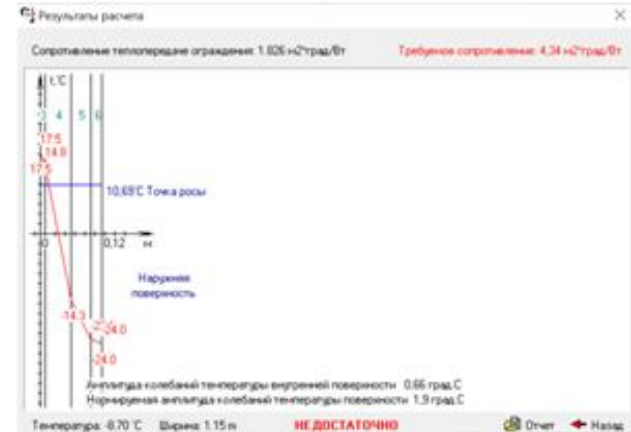 Результаты расчета
Сопротивление теплопередаче ограждения: 1.826 м2*град/Вт
Требуемое сопротивление: 4,34 м2*град/Вт
t,°C
3 4 5 6
17.5
14.8
17.5
10,69°C Точка росы
0 0,12 м
Наружная
поверхность
-14.3
-24.0
-24.0
Амплитуда колебаний температуры внутренней поверхности 0,66 град.С
Нормируемая амплитуда колебаний температуры поверхности 1,9 град.С
Температура: -8.70 °C Ширина: 1.15 m НЕДОСТАТОЧНО Отчет Назад